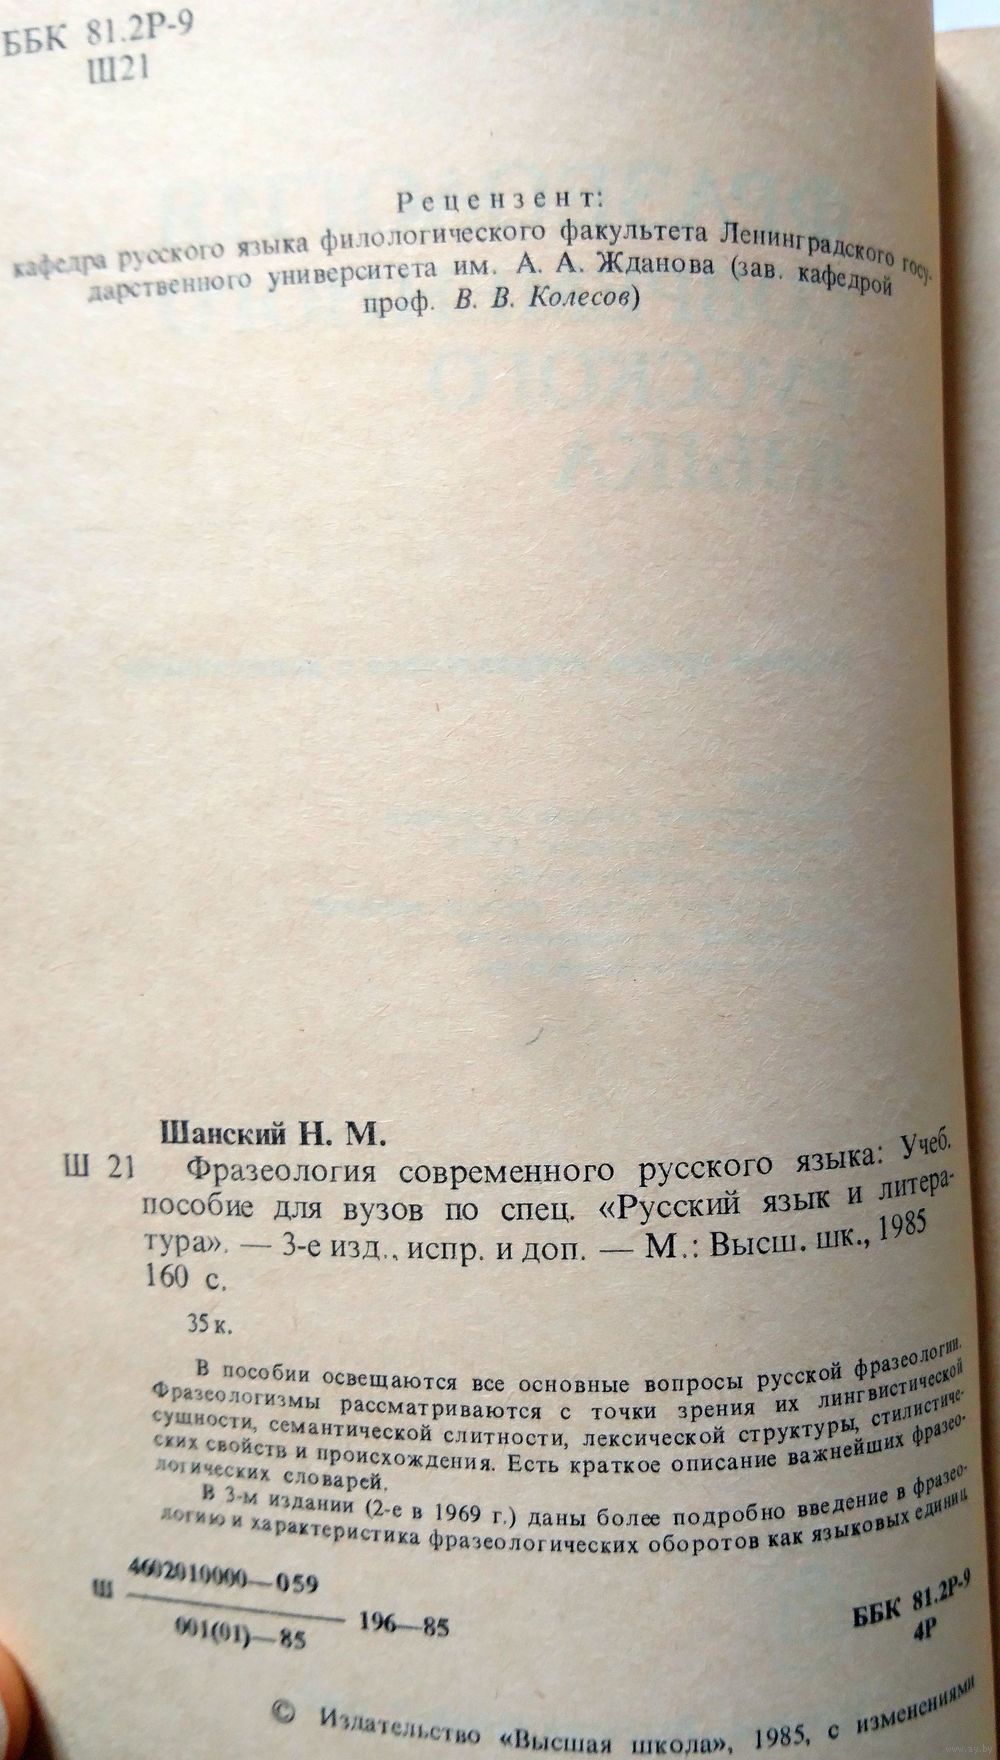 ББК 81.2Р-9
Ш21
Рецензент:
кафедра русского языка филологического факультета Ленинградского госу-
дарственного университета им. А. А. Жданова (зав. кафедрой
проф. В. В. Колесов)
Шанский Н. М.
Ш 21 Фразеология современного русского языка: Учеб.
пособие для вузов по спец. «Русский язык и литера-
тура». — 3-е изд., испр. и доп. — М.: Высш. шк., 1985
160 с.
35 к.
В пособии освещаются все основные вопросы русской фразеологии.
Фразеологизмы рассматриваются с точки зрения их лингвистической
сущности, семантической слитности, лексической структуры, стилистиче-
ских свойств и происхождения. Есть краткое описание важнейших фразео-
логических словарей.
В 3-м издании (2-е в 1969 г.) даны более подробно введение в фразео-
логию и характеристика фразеологических оборотов как языковых единиц
Ш 4602010000—059
001(01)—85 196—85
ББК 81.2Р-9
4Р
© Издательство «Высшая школа», 1985, с изменениями
www.ay.by